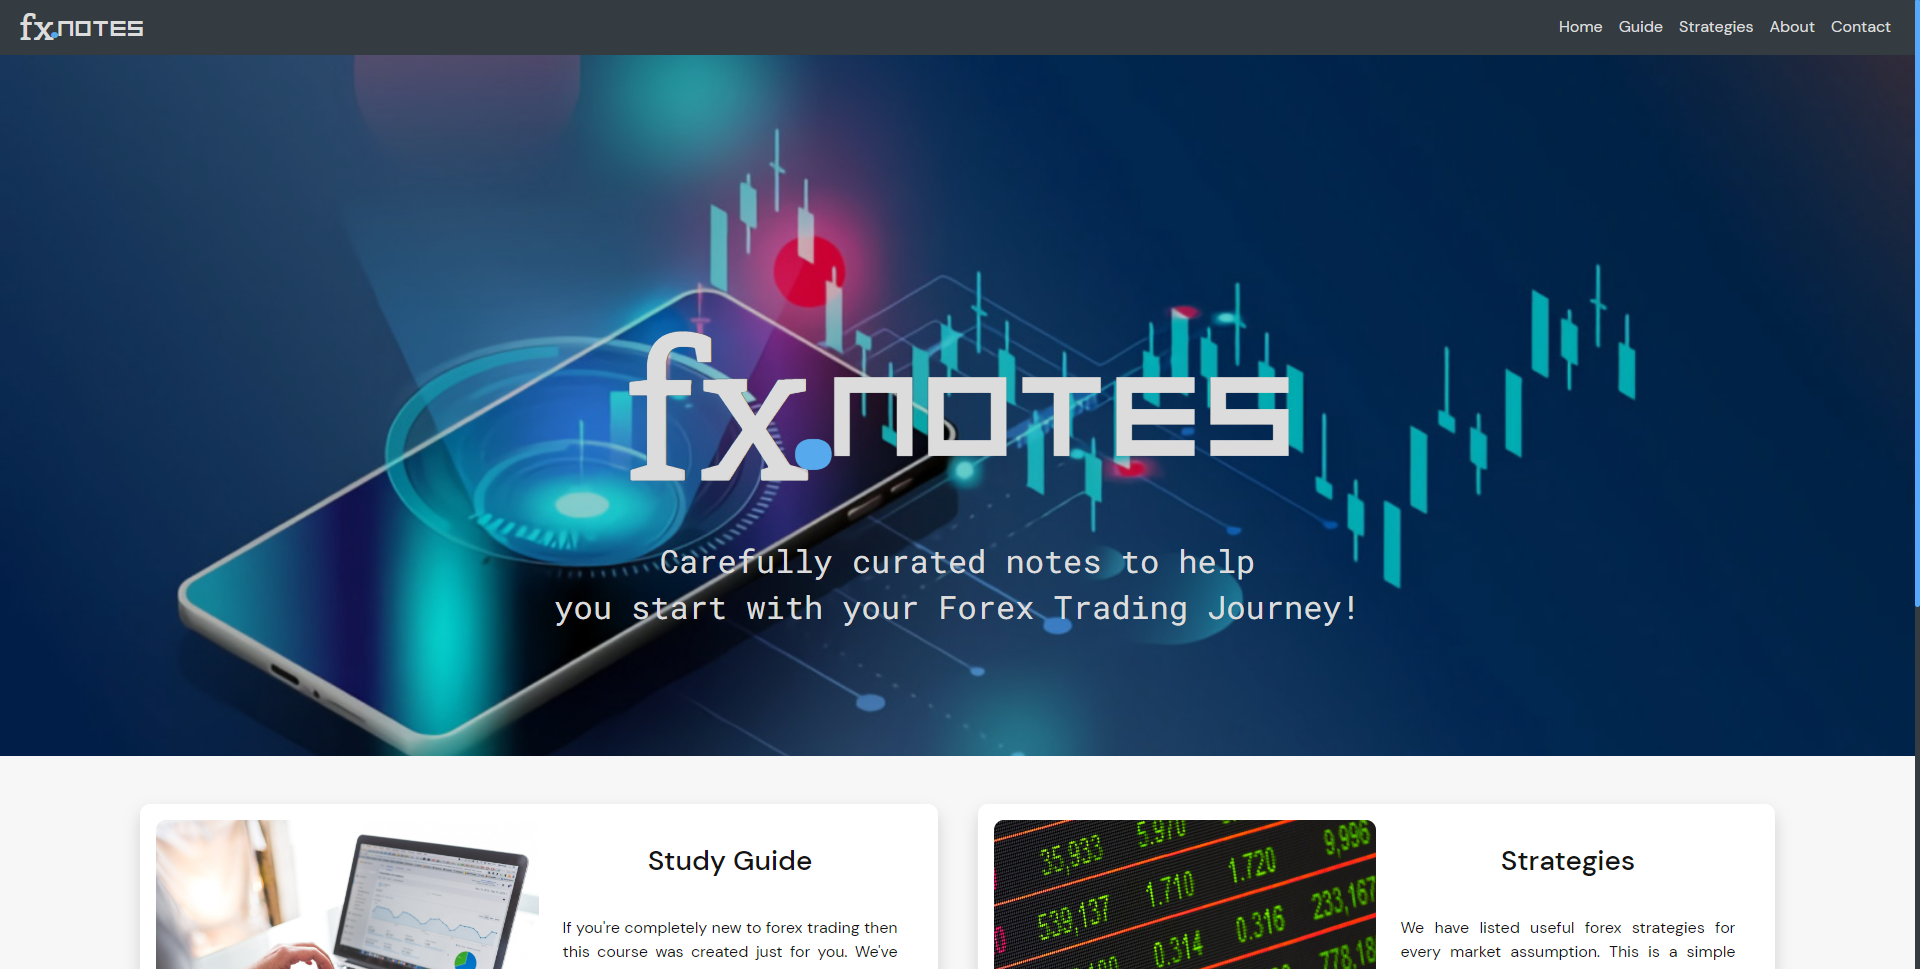 fx.NOTES
Home Guide Strategies About Contact
fx.NOTES
Carefully curated notes to help
you start with your Forex Trading Journey!
Study Guide
If you're completely new to forex trading then
this course was created just for you. We've
35,933 5.970 9,996
539,137 1.710 1.720 233,167
0.314 0.316 778,18
Strategies
We have listed useful forex strategies for
every market assumption. This is a simple